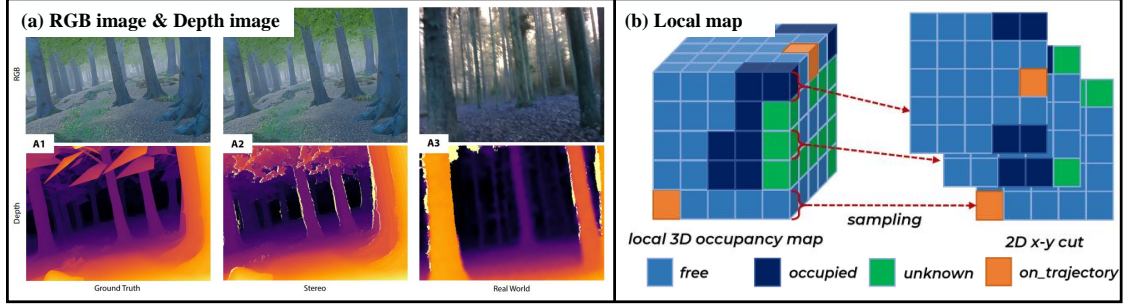 (a) RGB image & Depth image
RGB
A1
A2
A3
Depth
Ground Truth
Stereo
Real World
(b) Local map
sampling
local 3D occupancy map
2D x-y cut
free
occupied
unknown
on_trajectory